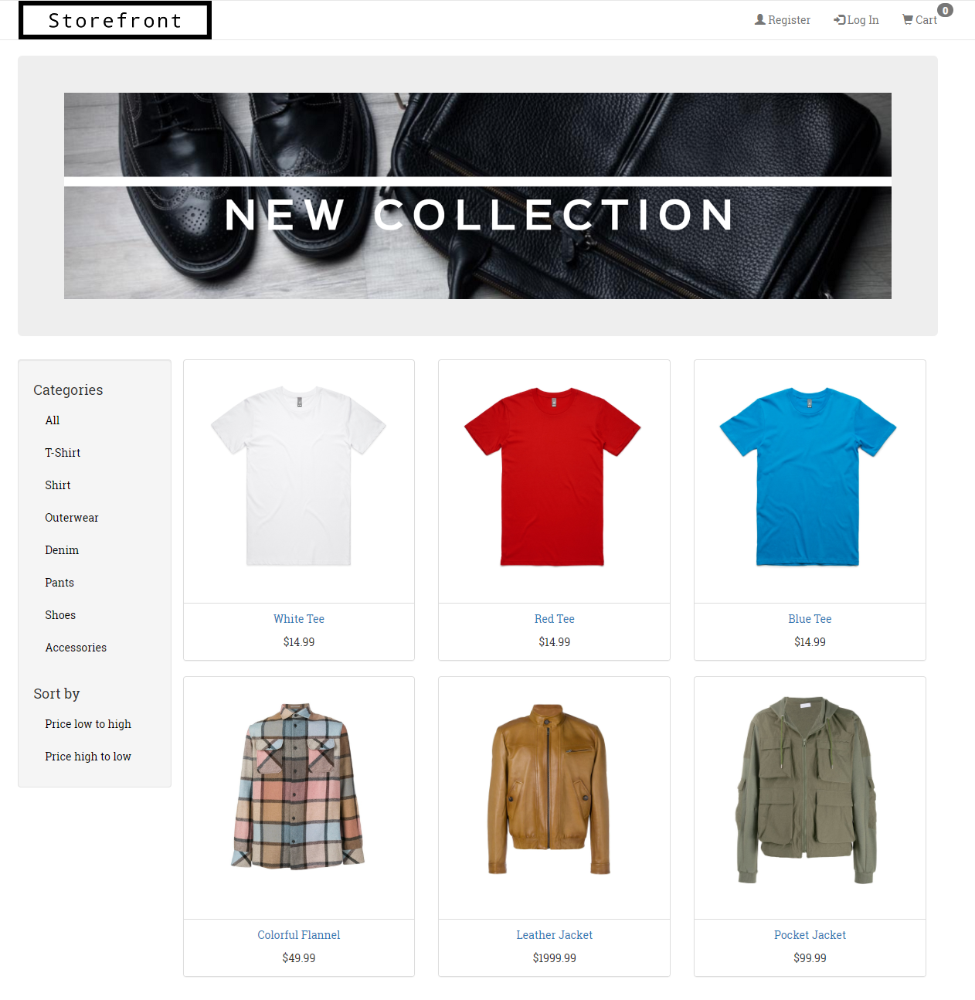 Storefront
Register
Log In
Cart
0
NEW COLLECTION
Categories
All
T-Shirt
Shirt
Outerwear
Denim
Pants
Shoes
Accessories
Sort by
Price low to high
Price high to low
White Tee
$14.99
Red Tee
$14.99
Blue Tee
$14.99
Colorful Flannel
$49.99
Leather Jacket
$1999.99
Pocket Jacket
$99.99